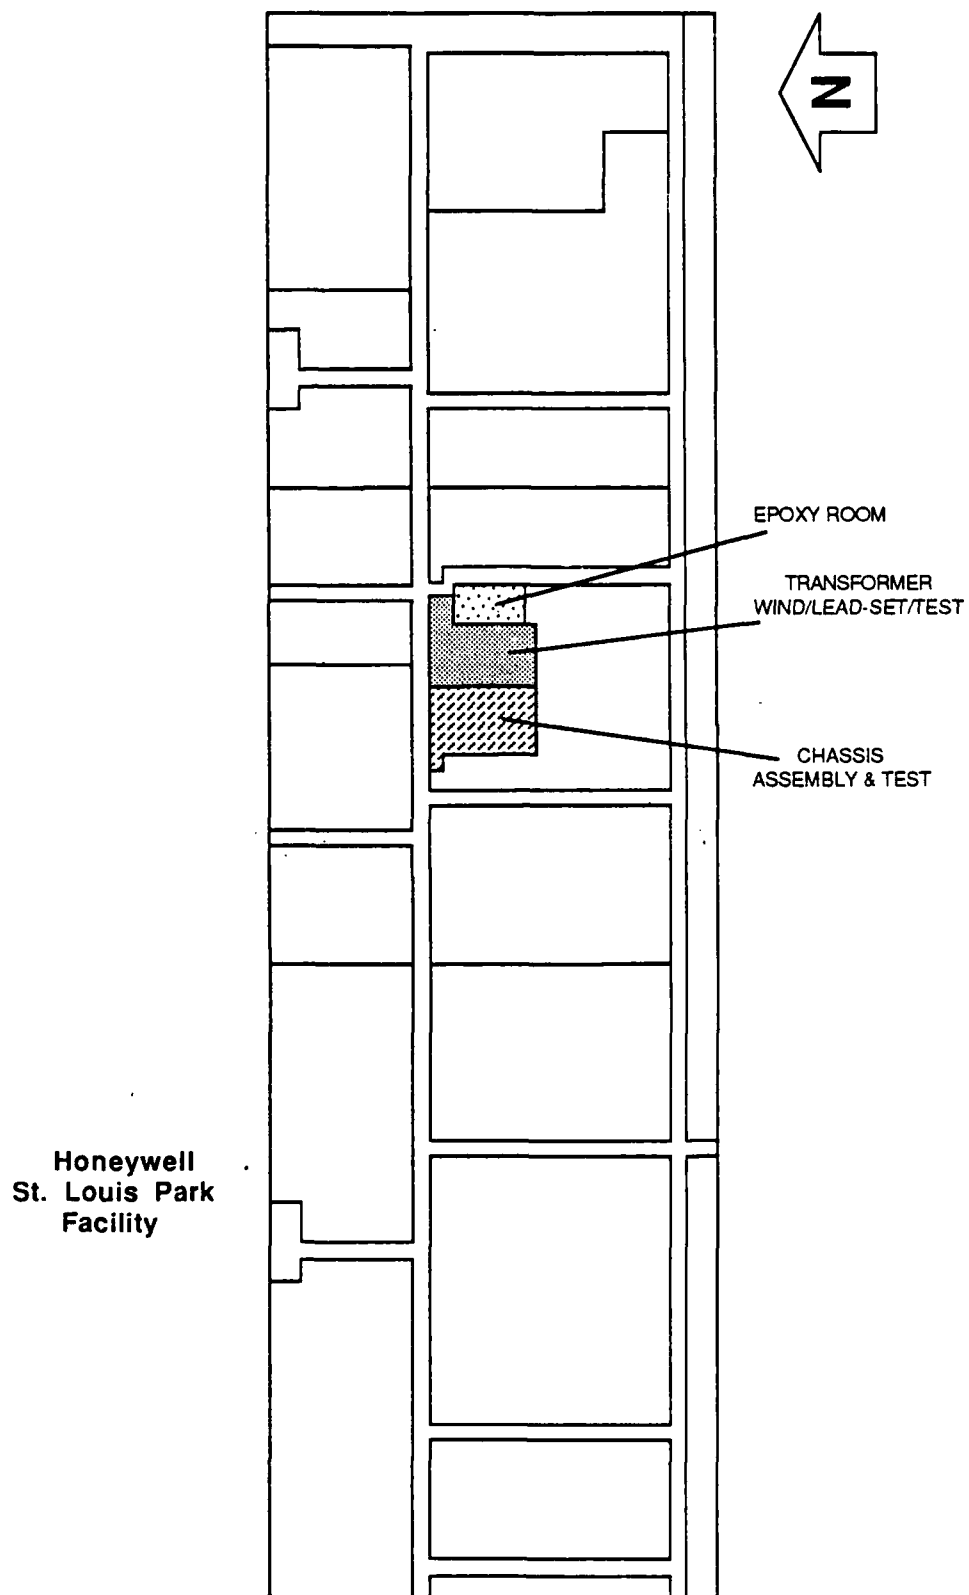 N
EPOXY ROOM
TRANSFORMER
WIND/LEAD-SET/TEST
CHASSIS
ASSEMBLY & TEST
Honeywell
St. Louis Park
Facility